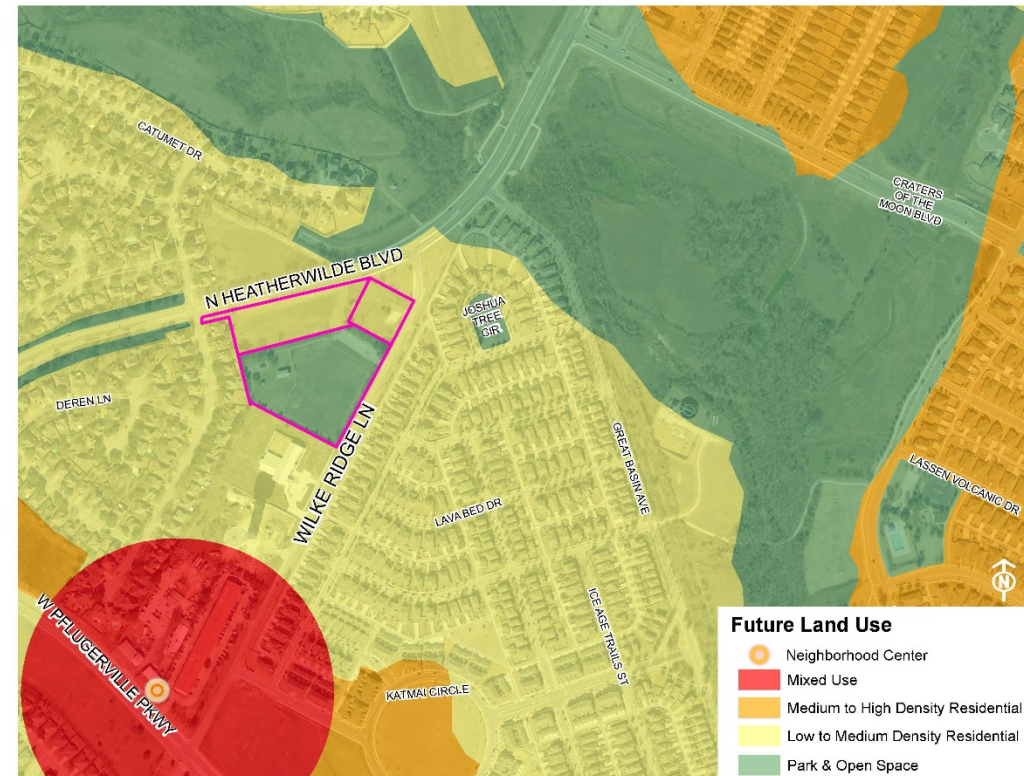 CATUMET DR
CRATERS
OF THE
MOON BLVD
N HEATHERWILDE BLVD
JOSHUA
TREE
CIR
DEREN LN
WILKE RIDGE LN
GREAT BASIN AVE
LASSEN VOLCANIC DR
LAVA BED DR
N
ICE AGE TRAILS ST
W PFLUGERVILLE PKWY
KATMAI CIRCLE
Future Land Use
Neighborhood Center
Mixed Use
Medium to High Density Residential
Low to Medium Density Residential
Park & Open Space